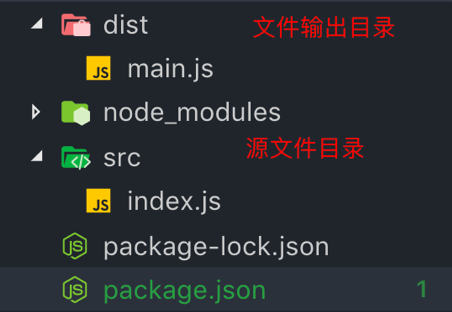 dist 文件输出目录
JS main.js
node_modules
src 源文件目录
JS index.js
JS package-lock.json
JS package.json 1